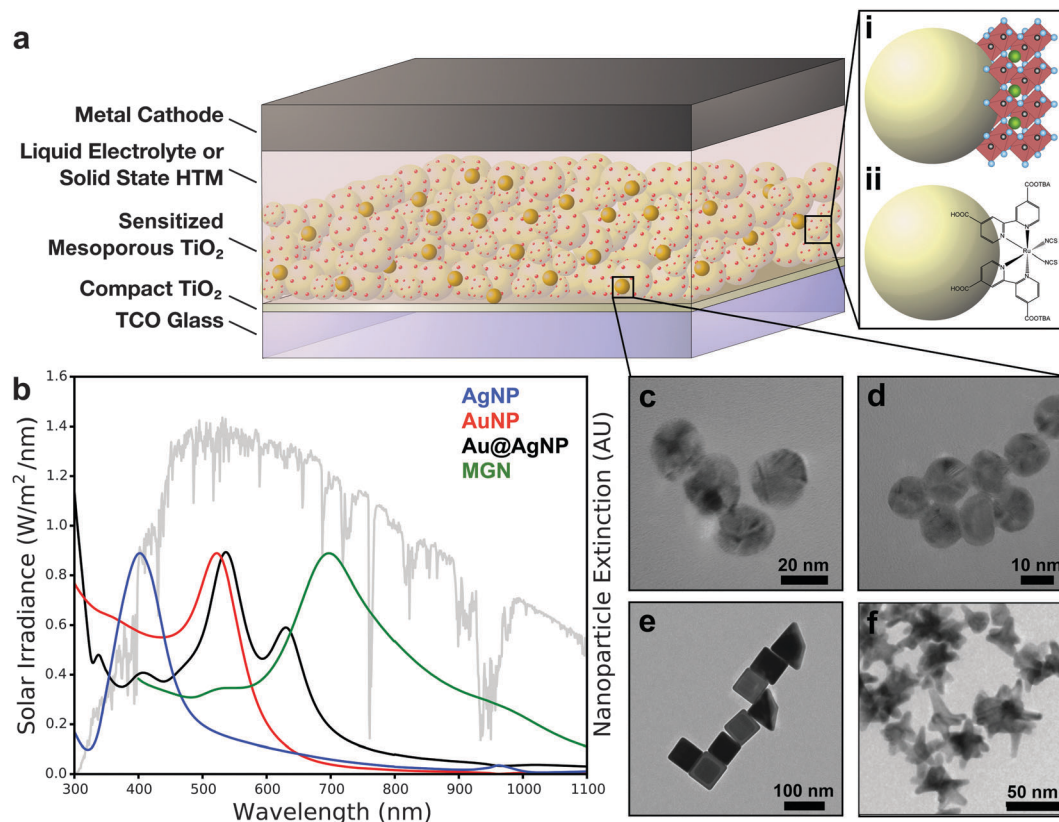 a
Metal Cathode
Liquid Electrolyte or
Solid State HTM
Sensitized
Mesoporous TiO₂
Compact TiO₂
TCO Glass
i
ii
COOTBA
HOOC
N
N
NCS
Ru
NCS
N
N
HOOC
COOTBA
b
1.6
1.4
1.2
1.0
0.8
0.6
0.4
0.2
0.0
Solar Irradiance (W/m² /nm)
AgNP
AuNP
Au@AgNP
MGN
Nanoparticle Extinction (AU)
300 400 500 600 700 800 900 1000 1100
Wavelength (nm)
c
20 nm
d
10 nm
e
100 nm
f
50 nm